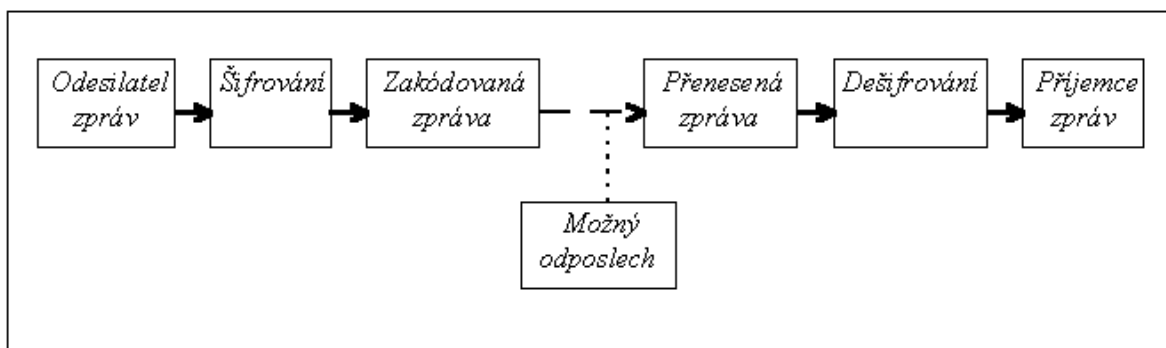 Odesilatel
zpráv
Šifrování
Zakódovaná
zpráva
Přenesená
zpráva
Dešifrování
Příjemce
zpráv
Možný
odposlech